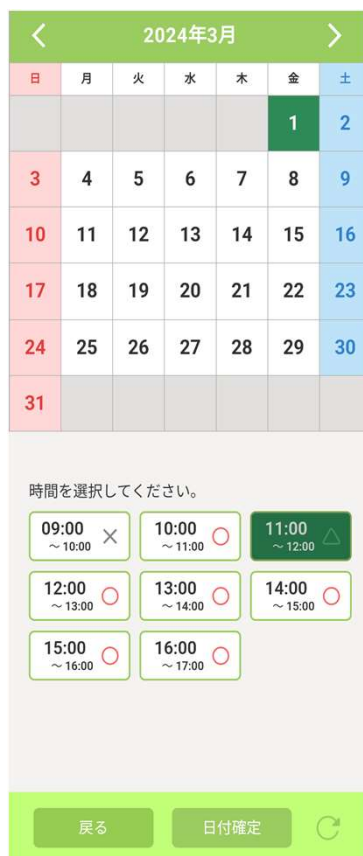 2024年3月
日 月 火 水 木 金 土
1 2
3 4 5 6 7 8 9
10 11 12 13 14 15 16
17 18 19 20 21 22 23
24 25 26 27 28 29 30
31
時間を選択してください。
09:00 ～10:00 × 10:00 ～11:00 ○ 11:00 ～12:00 △
12:00 ～13:00 ○ 13:00 ～14:00 ○ 14:00 ～15:00 ○
15:00 ～16:00 ○ 16:00 ～17:00 ○
戻る 日付確定